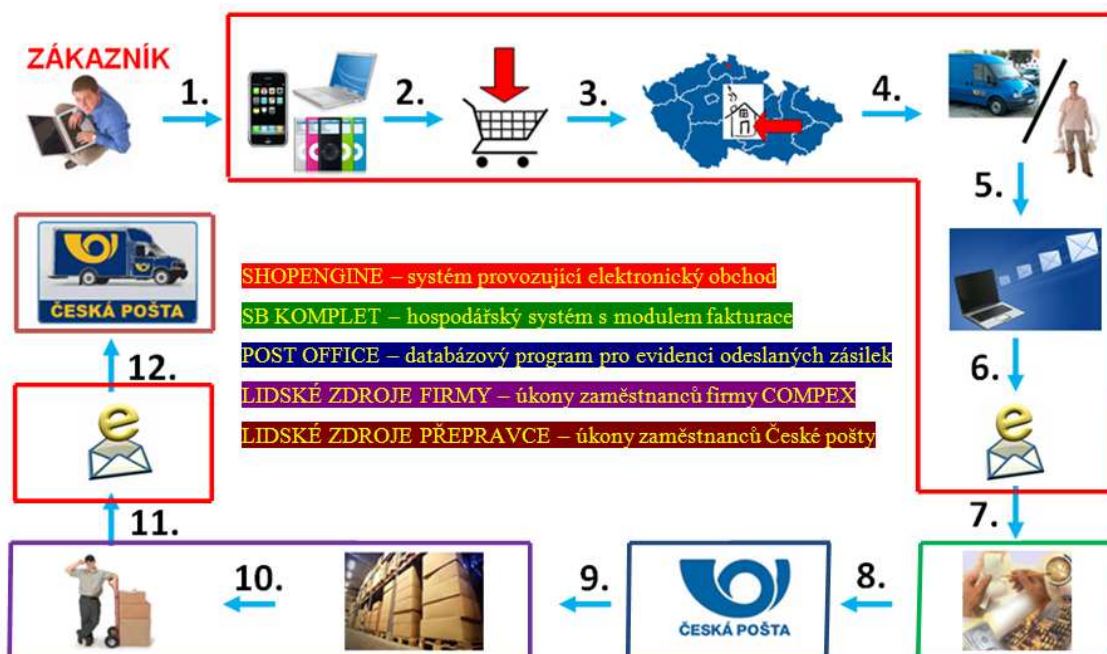 ZÁKAZNÍK
1.
2.
3.
4.
5.
ČESKÁ POŠTA
SHOPENGINE – systém provozující elektronický obchod
SB KOMPLET – hospodářský systém s modulem fakturace
POST OFFICE – databázový program pro evidenci odeslaných zásilek
LIDSKÉ ZDROJE FIRMY – úkony zaměstnanců firmy COMPEX
LIDSKÉ ZDROJE PŘEPRAVCE – úkony zaměstnanců České pošty
6.
12.
e
e
7.
11.
10.
9.
8.
ČESKÁ POŠTA